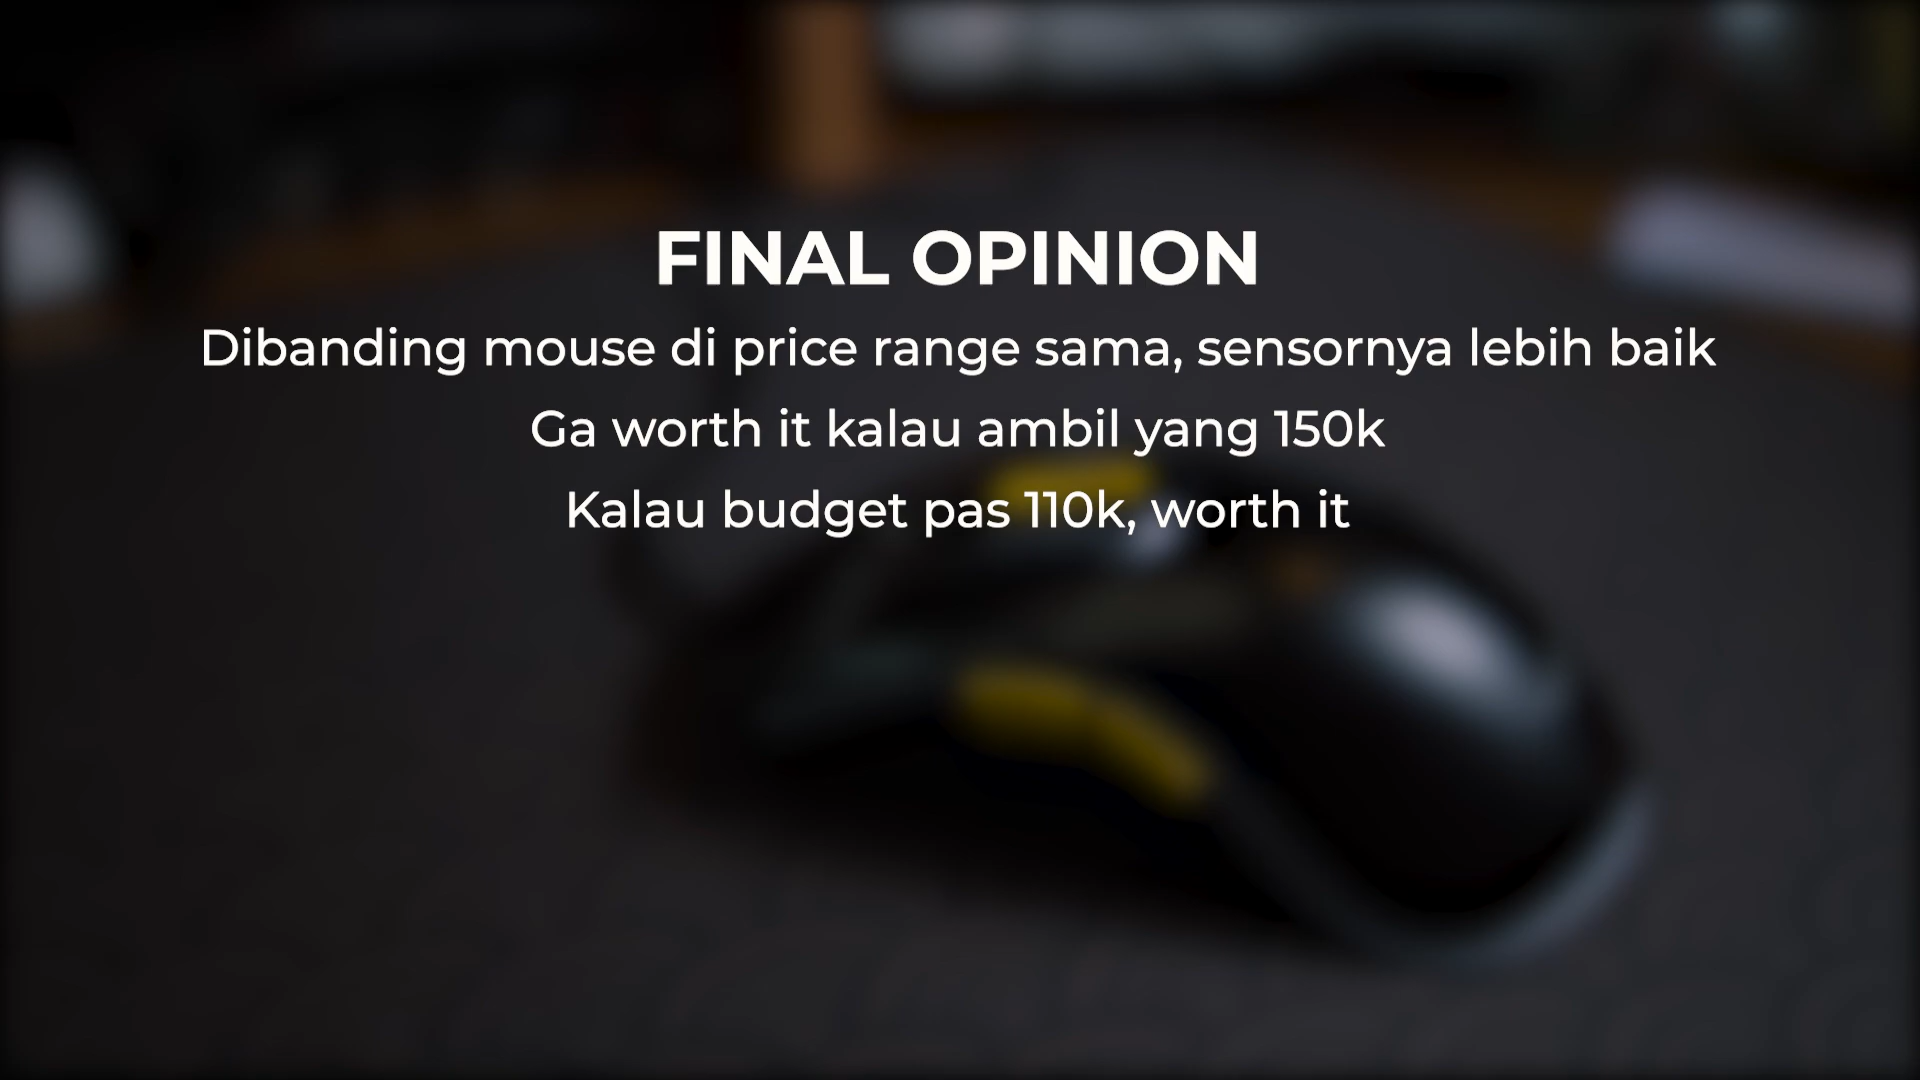 FINAL OPINION
Dibanding mouse di price range sama, sensornya lebih baik
Ga worth it kalau ambil yang 150k
Kalau budget pas 110k, worth it